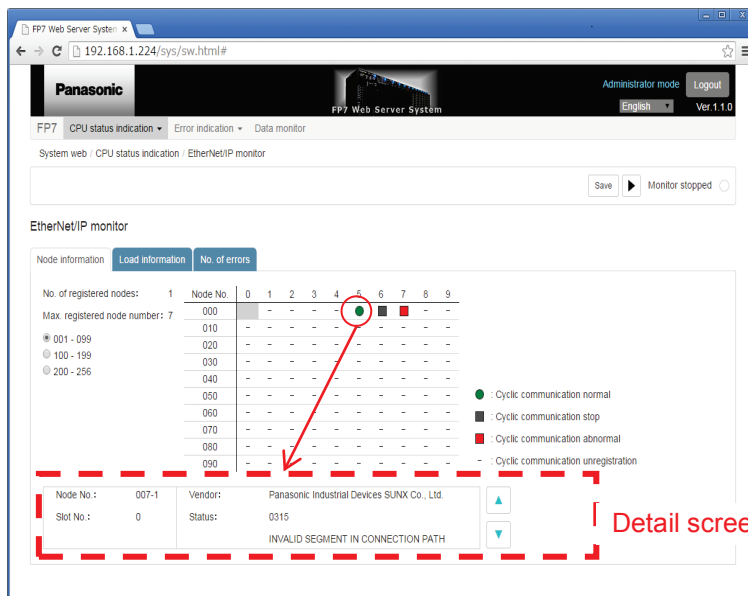 FP7 Web Server System ×
192.168.1.224/sys/sw.html#
Panasonic
FP7 Web Server System
Administrator mode Logout
English Ver.1.1.0
FP7 CPU status indication Error indication Data monitor
System web / CPU status indication / EtherNet/IP monitor
Save Monitor stopped
EtherNet/IP monitor
Node information Load information No. of errors
No. of registered nodes: 1
Max. registered node number: 7
001 - 099
100 - 199
200 - 256
Node No. 0 1 2 3 4 5 6 7 8 9
000 - - - - - -
010 - - - - - - - - - -
020 - - - - - - - - - -
030 - - - - - - - - - -
040 - - - - - - - - - -
050 - - - - - - - - - -
060 - - - - - - - - - -
070 - - - - - - - - - -
080 - - - - - - - - - -
090 - - - - - - - - - -
: Cyclic communication normal
: Cyclic communication stop
: Cyclic communication abnormal
- : Cyclic communication unregistration
Node No.: 007-1 Vendor: Panasonic Industrial Devices SUNX Co., Ltd.
Slot No.: 0 Status: 0315
INVALID SEGMENT IN CONNECTION PATH
Detail scree